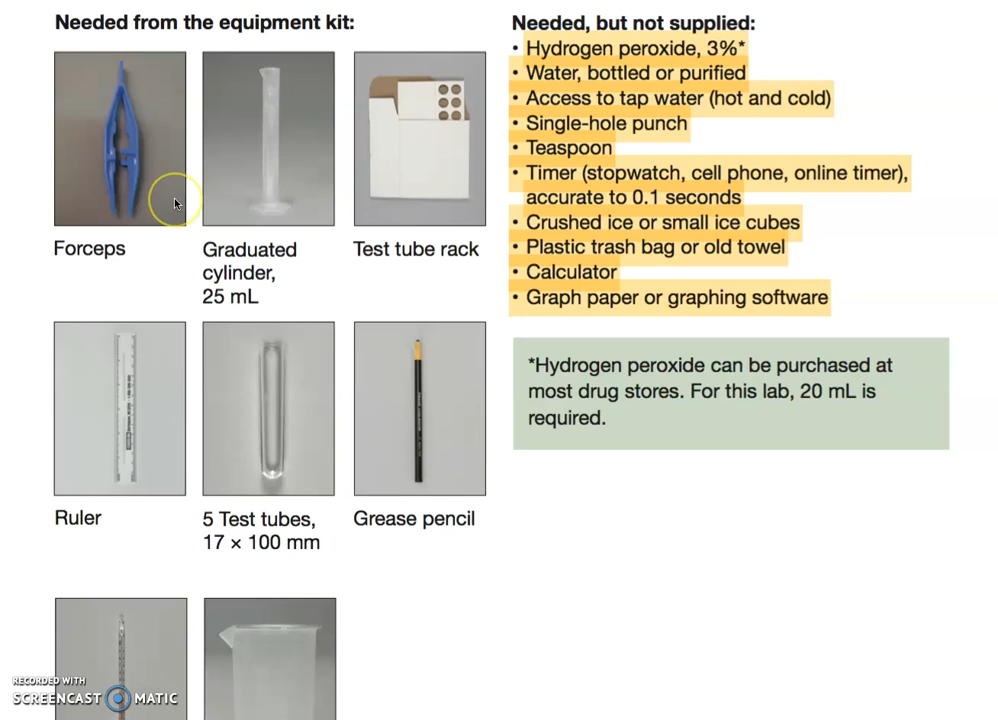 Needed from the equipment kit:
Forceps
Graduated
cylinder,
25 mL
Test tube rack
Ruler
5 Test tubes,
17 × 100 mm
Grease pencil
Needed, but not supplied:
• Hydrogen peroxide, 3%*
• Water, bottled or purified
• Access to tap water (hot and cold)
• Single-hole punch
• Teaspoon
• Timer (stopwatch, cell phone, online timer),
accurate to 0.1 seconds
• Crushed ice or small ice cubes
• Plastic trash bag or old towel
• Calculator
• Graph paper or graphing software
*Hydrogen peroxide can be purchased at
most drug stores. For this lab, 20 mL is
required.
RECORDED WITH
SCREENCAST MATIC